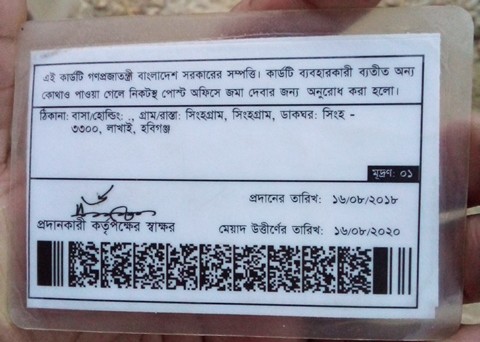 এই কার্ডটি গণপ্রজাতন্ত্রী বাংলাদেশ সরকারের সম্পত্তি। কার্ডটি ব্যবহারকারী ব্যতীত অন্য
কোথাও পাওয়া গেলে নিকটস্থ পোস্ট অফিসে জমা দেবার জন্য অনুরোধ করা হলো।
ঠিকানা: বাসা/হোল্ডিং: ., গ্রাম/রাস্তা: সিংহগ্রাম, সিংহগ্রাম, ডাকঘর: সিংহ -
৩৩০০, লাখাই, হবিগঞ্জ
মূদ্রণ: ০১
প্রদানের তারিখ: ১৬/০৮/২০১৮
প্রদানকারী কর্তৃপক্ষের স্বাক্ষর
মেয়াদ উত্তীর্ণের তারিখ: ১৬/০৮/২০২০